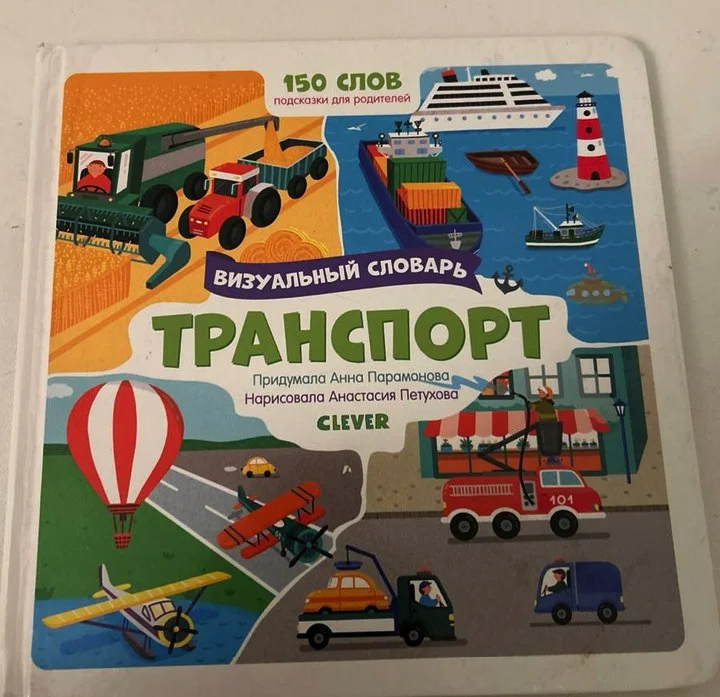 150 СЛОВ
подсказки для родителей
ВИЗУАЛЬНЫЙ СЛОВАРЬ
ТРАНСПОРТ
Придумала Анна Парамонова
Нарисовала Анастасия Петухова
CLEVER
101